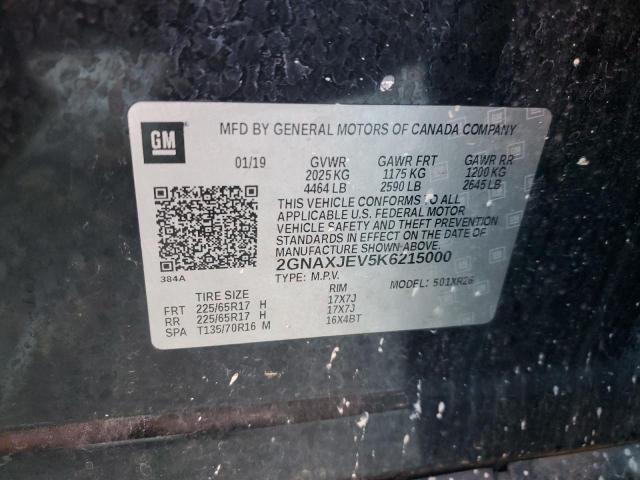 GM
MFD BY GENERAL MOTORS OF CANADA COMPANY
01/19 GVWR GAWR FRT GAWR RR
2025 KG 1175 KG 1200 KG
4464 LB 2590 LB 2645 LB
THIS VEHICLE CONFORMS TO ALL
APPLICABLE U.S. FEDERAL MOTOR
VEHICLE SAFETY AND THEFT PREVENTION
STANDARDS IN EFFECT ON THE DATE OF
MANUFACTURE SHOWN ABOVE.
2GNAXJEV5K6215000
384A
TYPE: M.P.V. MODEL: 501XR26
TIRE SIZE RIM
FRT 225/65R17 H 17X7J
RR 225/65R17 H 17X7J
SPA T135/70R16 M 16X4BT